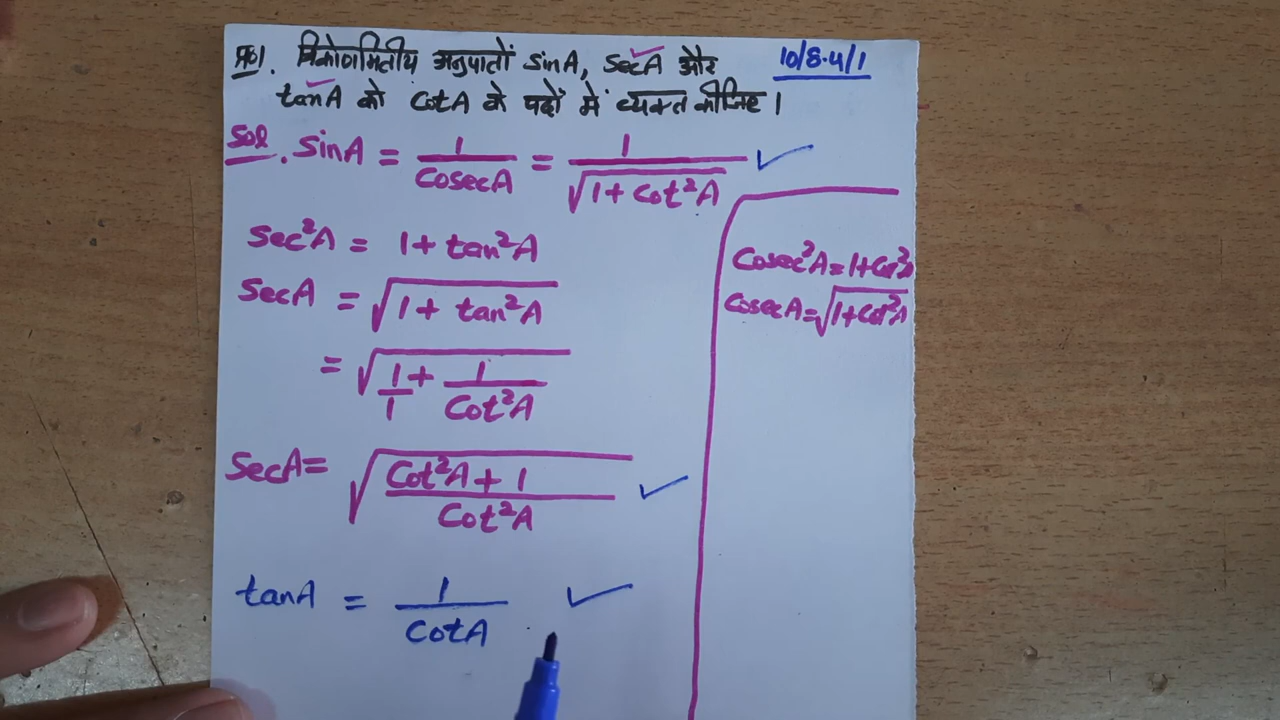 प्र०1. त्रिकोणमितीय अनुपातों sinA, secA और 10/8.4/1
tanA को cotA के पदों में व्यक्त कीजिए।
Sol. sinA = 1/CosecA = 1/√(1+Cot²A)
Sec²A = 1+tan²A
SecA = √(1+tan²A)
= √(1/1 + 1/Cot²A)
SecA = √((Cot²A+1)/Cot²A)
tanA = 1/CotA
Cosec²A=1+Cot²A
CosecA=√(1+Cot²A)